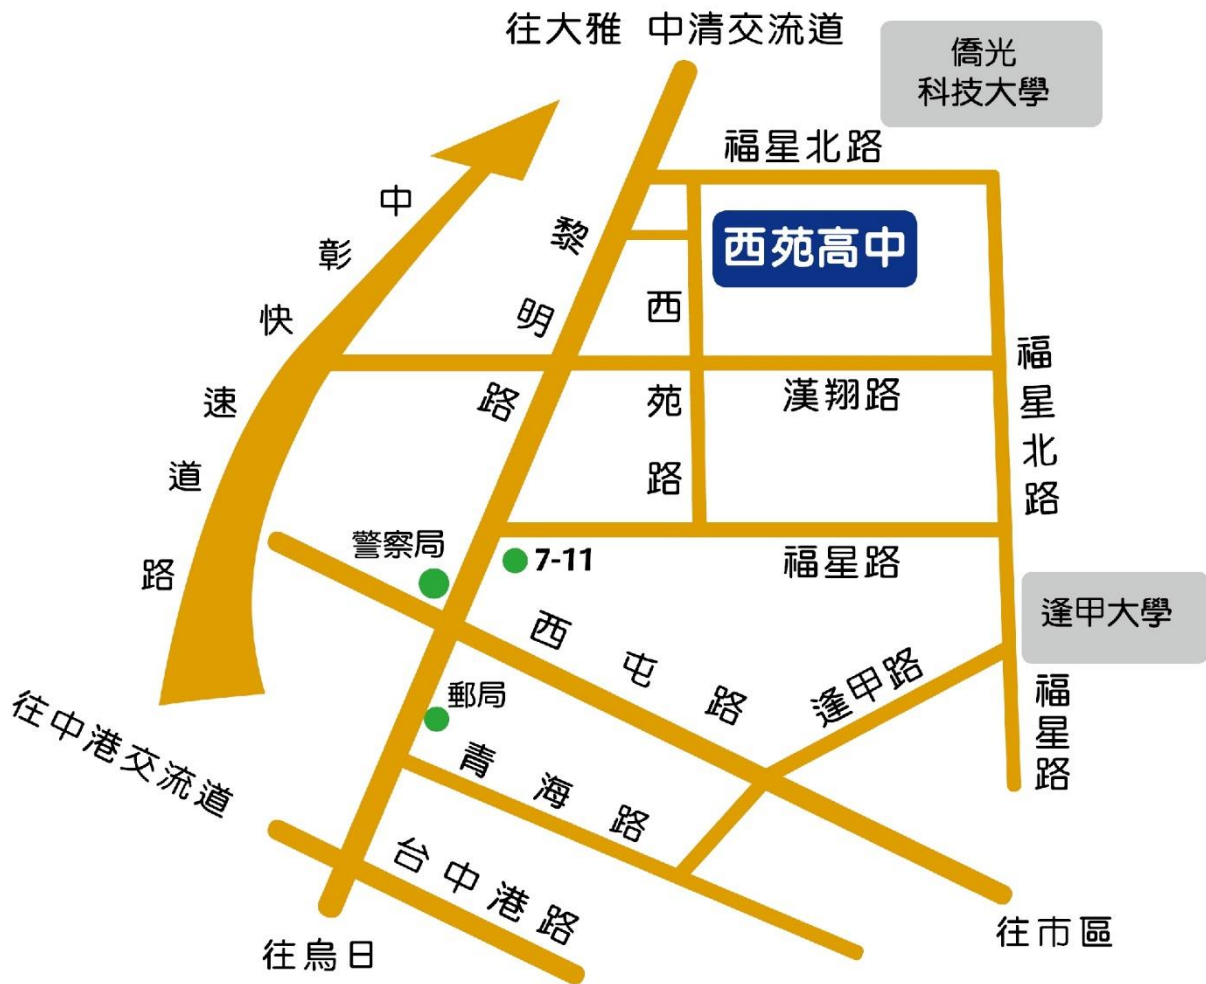 往大雅 中清交流道
僑光
科技大學
福星北路
中彰快速道路
黎明路
西苑高中
西苑路
漢翔路
福星北路
警察局
7-11
福星路
西屯路
逢甲大學
逢甲路
福星路
郵局
往中港交流道
青海路
台中港路
往市區
往烏日